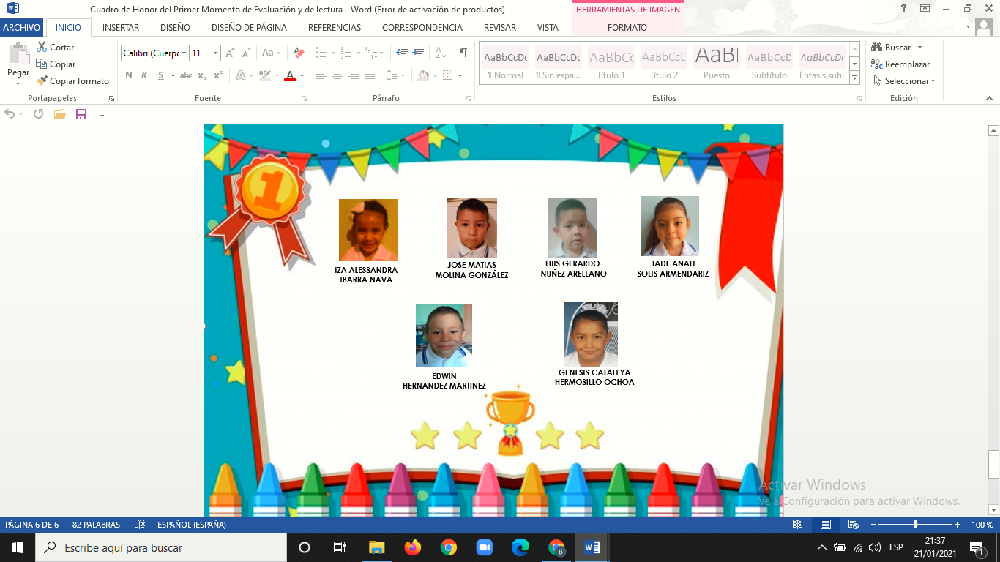 Cuadro de Honor del Primer Momento de Evaluación y de lectura - Word (Error de activación de productos)
HERRAMIENTAS DE IMAGEN
?
ARCHIVO INICIO INSERTAR DISEÑO DISEÑO DE PÁGINA REFERENCIAS CORRESPONDENCIA REVISAR VISTA FORMATO
Pegar
Cortar
Copiar
Copiar formato
Portapapeles
Calibri (Cuerpo 11
N K S abc x₂ x²
Fuente
Párrafo
AaBbCcDc AaBbCcDc AaBbCc AaBbCcD AaBl AaBbCcD AaBbCcDc
¶ Normal ¶ Sin espa... Título 1 Título 2 Puesto Subtítulo Énfasis sutil
Estilos
Buscar
Reemplazar
Seleccionar
Edición
1
IZA ALESSANDRA
IBARRA NAVA
JOSE MATIAS
MOLINA GONZÁLEZ
LUIS GERARDO
NUÑEZ ARELLANO
JADE ANALI
SOLIS ARMENDARIZ
EDWIN
HERNANDEZ MARTINEZ
GENESIS CATALEYA
HERMOSILLO OCHOA
Activar Windows
Ve a Configuración para activar Windows.
PÁGINA 6 DE 6 82 PALABRAS ESPAÑOL (ESPAÑA) 100 %
Escribe aquí para buscar
ESP
21:37
21/01/2021
1